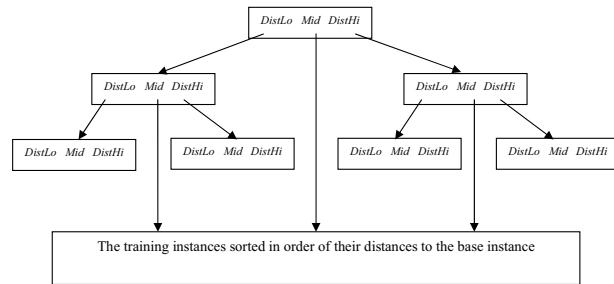 DistLo Mid DistHi
DistLo Mid DistHi
DistLo Mid DistHi
DistLo Mid DistHi
DistLo Mid DistHi
DistLo Mid DistHi
DistLo Mid DistHi
The training instances sorted in order of their distances to the base instance